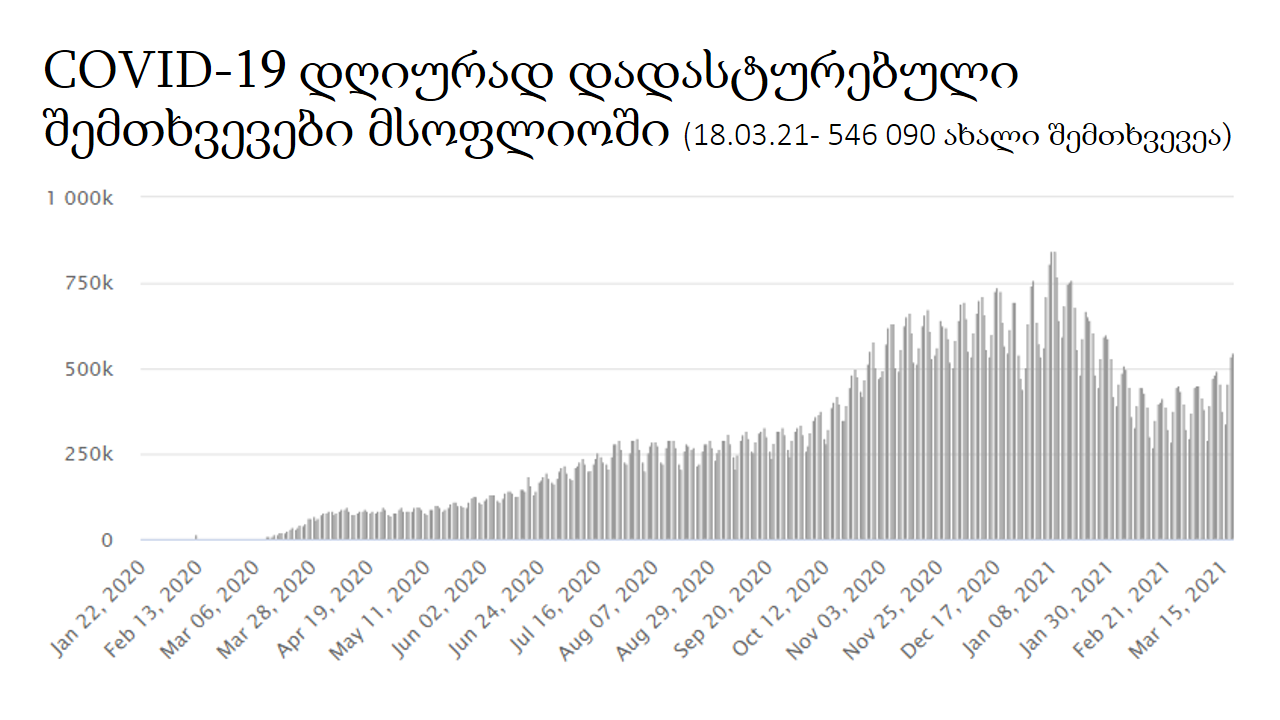 COVID-19 დღიურად დადასტურებული
შემთხვევები მსოფლიოში (18.03.21- 546 090 ახალი შემთხვევეა)
1 000k
750k
500k
250k
0
Jan 22, 2020
Feb 13, 2020
Mar 06, 2020
Mar 28, 2020
Apr 19, 2020
May 11, 2020
Jun 02, 2020
Jun 24, 2020
Jul 16, 2020
Aug 07, 2020
Aug 29, 2020
Sep 20, 2020
Oct 12, 2020
Nov 03, 2020
Nov 25, 2020
Dec 17, 2020
Jan 08, 2021
Jan 30, 2021
Feb 21, 2021
Mar 15, 2021